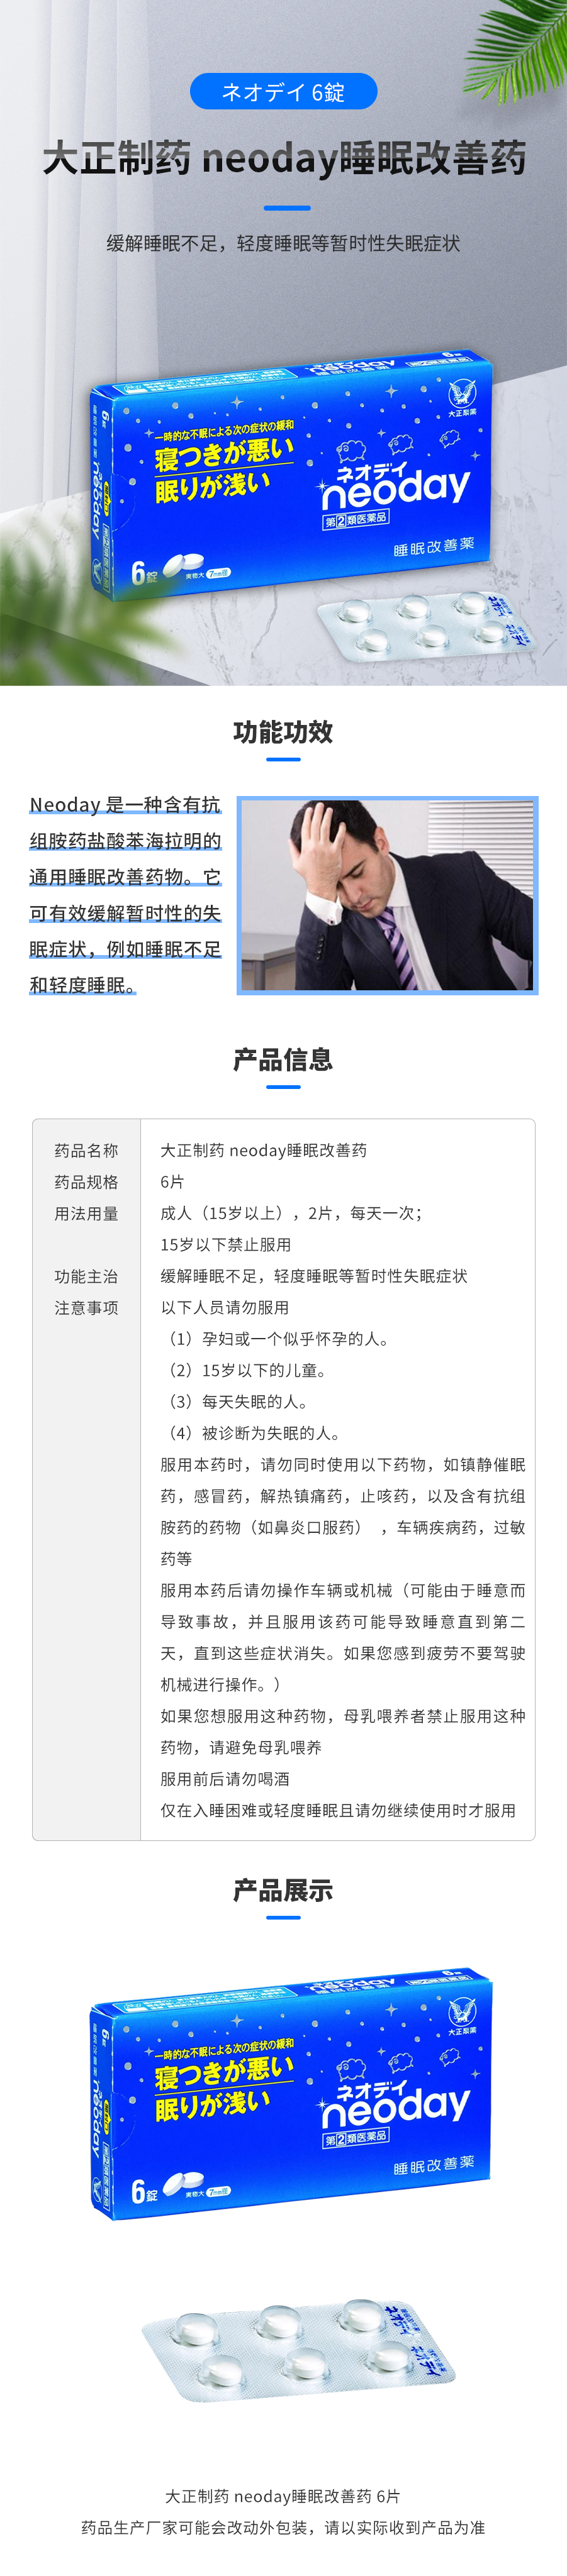 ネオデイ 6錠
大正制药 neoday睡眠改善药
缓解睡眠不足，轻度睡眠等暂时性失眠症状
6錠
大正製薬
一時的な不眠による次の症状の緩和
寝つきが悪い
眠りが浅い
ネオデイ
neoday
第②類医薬品
睡眠改善薬
6錠
実物大 7mm径
neoday
功能功效
Neoday 是一种含有抗
组胺药盐酸苯海拉明的
通用睡眠改善药物。它
可有效缓解暂时性的失
眠症状，例如睡眠不足
和轻度睡眠。
产品信息
药品名称 大正制药 neoday睡眠改善药
药品规格 6片
用法用量 成人（15岁以上），2片，每天一次；
15岁以下禁止服用
功能主治 缓解睡眠不足，轻度睡眠等暂时性失眠症状
注意事项 以下人员请勿服用
（1）孕妇或一个似乎怀孕的人。
（2）15岁以下的儿童。
（3）每天失眠的人。
（4）被诊断为失眠的人。
服用本药时，请勿同时使用以下药物，如镇静催眠
药，感冒药，解热镇痛药，止咳药，以及含有抗组
胺药的药物（如鼻炎口服药），车辆疾病药，过敏
药等
服用本药后请勿操作车辆或机械（可能由于睡意而
导致事故，并且服用该药可能导致睡意直到第二
天，直到这些症状消失。如果您感到疲劳不要驾驶
机械进行操作。）
如果您想服用这种药物，母乳喂养者禁止服用这种
药物，请避免母乳喂养
服用前后请勿喝酒
仅在入睡困难或轻度睡眠且请勿继续使用时才服用
产品展示
6錠
大正製薬
一時的な不眠による次の症状の緩和
寝つきが悪い
眠りが浅い
ネオデイ
neoday
指②類医薬品
睡眠改善薬
6錠
実物大 7mm径
neoday
大正制药 neoday睡眠改善药 6片
药品生产厂家可能会改动外包装，请以实际收到产品为准